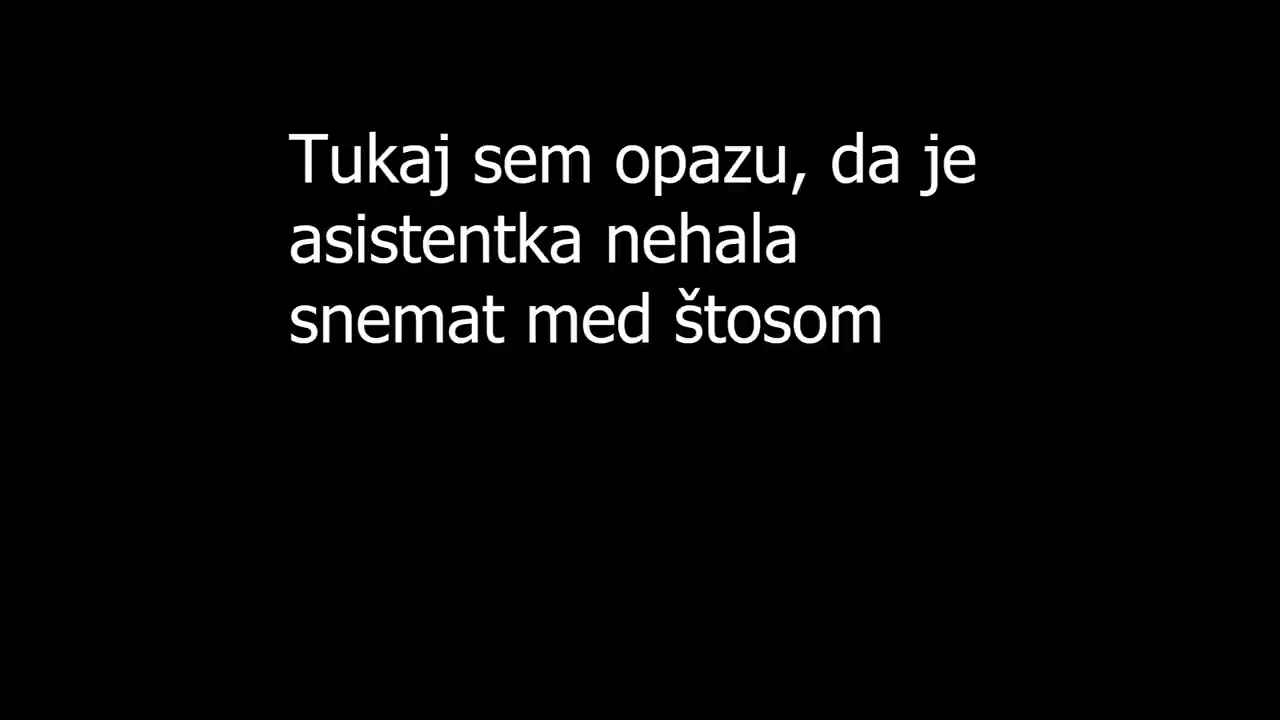 Tukaj sem opazu, da je
asistentka nehala
snemat med štosom